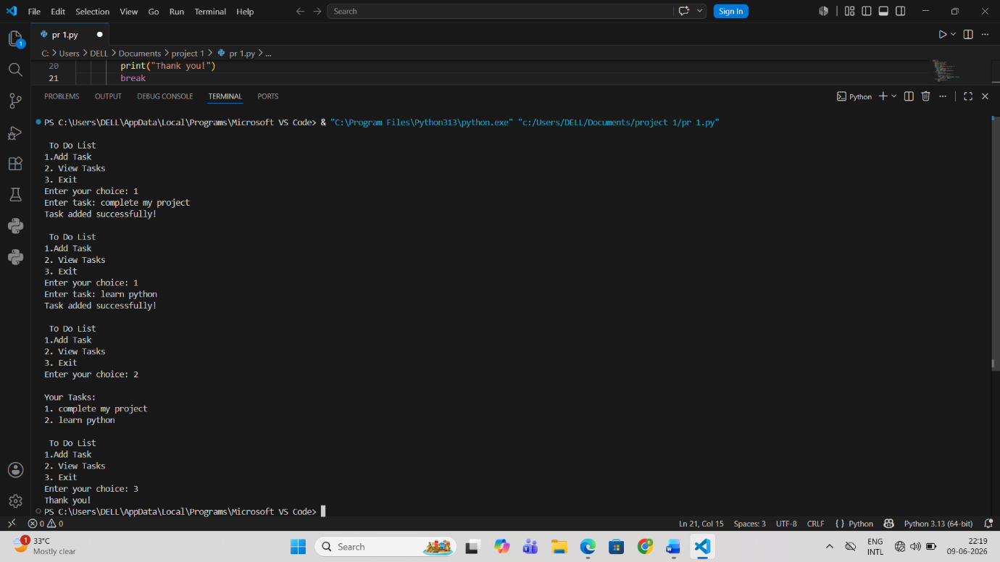 File Edit Selection View Go Run Terminal Help
Search
Sign In
1
pr 1.py
C: > Users > DELL > Documents > project 1 > pr 1.py > ...
20 print("Thank you!")
21 break
PROBLEMS OUTPUT DEBUG CONSOLE TERMINAL PORTS
Python
PS C:\Users\DELL\AppData\Local\Programs\Microsoft VS Code> & "C:\Program Files\Python313\python.exe" "c:/Users/DELL/Documents/project 1/pr 1.py"
To Do List
1.Add Task
2. View Tasks
3. Exit
Enter your choice: 1
Enter task: complete my project
Task added successfully!
To Do List
1.Add Task
2. View Tasks
3. Exit
Enter your choice: 1
Enter task: learn python
Task added successfully!
To Do List
1.Add Task
2. View Tasks
3. Exit
Enter your choice: 2
Your Tasks:
1. complete my project
2. learn python
To Do List
1.Add Task
2. View Tasks
3. Exit
Enter your choice: 3
Thank you!
PS C:\Users\DELL\AppData\Local\Programs\Microsoft VS Code>
0 0
Ln 21, Col 15 Spaces: 3 UTF-8 CRLF {} Python Python 3.13 (64-bit)
1
33°C
Mostly clear
Search
ENG
INTL
22:19
09-06-2026